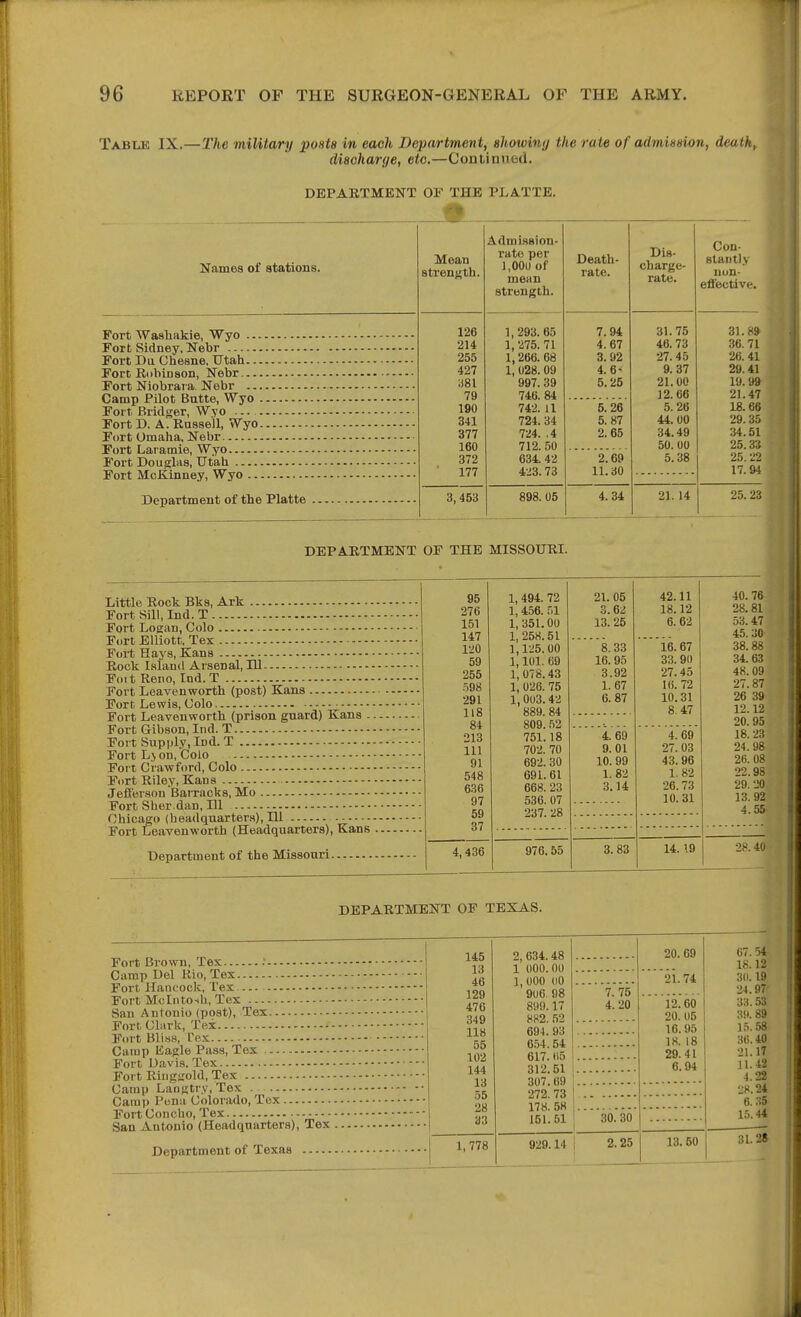 96 REPORT OF THE SURGEON-GENERAL OF THE ARMY.
TABLE IX.—The military posts in each Department, showing the rate of admission, death,
discharge, etc.—Continued.
DEPARTMENT OF THE PLATTE.
Names of stations. Mean strength. Admission-rate per 1,000 of mean strength. Death-rate. Dis-charge-rate. Con-stantly non-effective.
Fort Washakie, Wyo 126 1,293.65 7.94 31.75 31.89
Fort Sidney, Nebr 214 1,275.71 4.67 46.73 36.71
Fort Du Chesne, Utah 255 1,266.68 3.92 27.45 26.41
Fort Robinson, Nebr 427 1,028.09 4.6 9.37 29.41
Fort Niobrara Nebr 381 997.39 5.25 21.00 19.99
Camp Pilot Butte, Wyo 79 746.84 12.66 21.47
Fort Bridger, Wyo 190 742.11 5.26 5.26 18.66
Fort D. A. Russell, Wyo 341 724.34 5.87 44.00 29.35
Fort Omaha, Nebr 377 724. .4 2.65 34.49 34.51
Fort Laramie, Wyo 160 712.50 50.00 25.33
Fort Douglas, Utah 372 634.42 2.69 5.38 25.22
Fort McKinney, Wyo 177 423.73 11.30 17.94
Department of the Platte 3,453 898.05 4.34 21.14 25.23
DEPARTMENT OF THE MISSOURI.
Little Rock Bks, Ark 95 1,494.72 21.05 42.11 40.76
Fort Sill, Ind. T 276 1,456.51 3.62 18.12 28.81
Fort Logan, Colo 151 1,351.00 13.25 6.62 53.47
Fort Elliott, Tex 147 1,258.51 45.30
Fort Hays, Kans 120 1,125.00 8.33 16.67 38.88
Rock Island Arsenal, Ill 59 1,101.69 16.95 33.90 34.63
Fort Reno, Ind. T 255 1,078.43 3.92 27.45 48.09
Fort Leavenworth (post) Kans 598 1,026.75 1.67 16.72 27.87
Fort Lewis, Colo 291 1,003.42 6.87 10.31 26 39
Fort Leavenworth (prison guard) Kans 118 889.84 8.47 12.12
Fort Gibson, Ind. T 84 809.52 20.95
Fort Supply, Ind. T 213 751.18 4.69 4.69 18.23
Fort Lyon, Colo 111 702.70 9.01 27.03 24.98
Fort Crawford, Colo 91 692.30 10.99 43.96 26.08
Fort Riley, Kans 548 691.61 1.82 1.82 22.98
Jefferson Barracks, Mo 636 668.23 3.14 26.73 29.20
Fort Sheridan, Ill 97 536.07 10.31 13.92
Chicago (headquarters), Ill 59 237.28 4.55
Fort Leavenworth (Headquarters), Kans 37
Department of the Missouri 4,436 976.55 3.83 14.19 28.40
DEPARTMENT OF TEXAS.
Fort Brown, Tex 145 2,634.48 20.69 67.54
Camp Del Rio, Tex 13 1 000.00 18.12
Fort Hancock, Tex 46 1,000 00 21.74 30.19
Fort McIntosh, Tex 129 906.98 7.75 24.97
San Antonio (post), Tex 476 899.17 4.20 12.60 33.53
Fort Clark, Tex 349 882.52 20.05 39.89
Fort Bliss, Tex 118 694.93 16.95 15.58
Camp Eagle Pass, Tex 55 654.54 18.18 36.40
Fort Davis, Tex 102 617.65 29.41 21.17
Fort Ringgold, Tex 144 312.51 6.94 11.42
Camp Langtry, Tex 13 307.69 4.22
Camp Pena Colorado, Tex 55 272.73 28.24
Fort Concho, Tex 28 178.58 6.35
San Antonio (Headquarters), Tex 33 151.51 30.30 15.44
Department of Texas 1,778 929.14 2.25 13.50 31.28